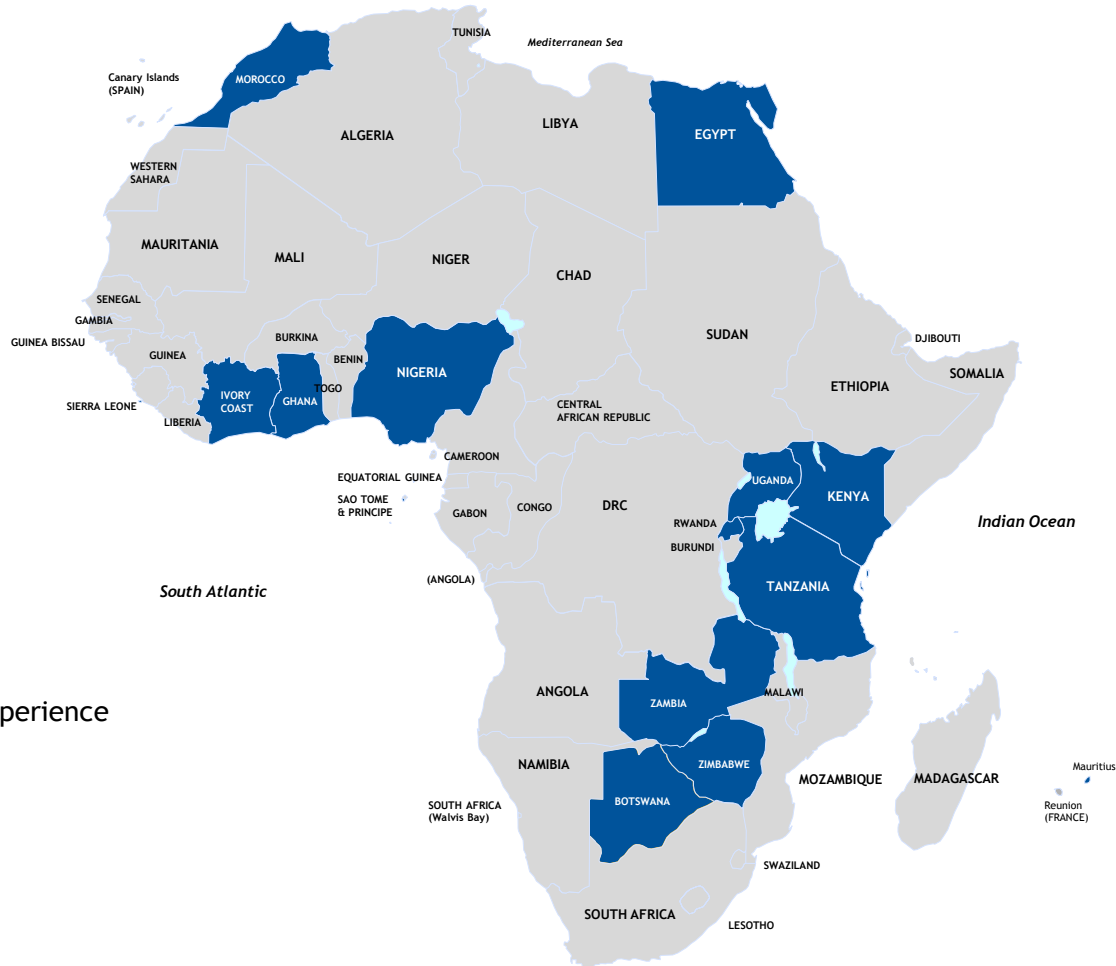 TUNISIA
Mediterranean Sea
Canary Islands
(SPAIN)
MOROCCO
ALGERIA
LIBYA
EGYPT
WESTERN
SAHARA
MAURITANIA
MALI
NIGER
CHAD
SENEGAL
GAMBIA
GUINEA BISSAU
GUINEA
BURKINA
BENIN
NIGERIA
SUDAN
DJIBOUTI
SOMALIA
ETHIOPIA
TOGO
IVORY
COAST
GHANA
SIERRA LEONE
LIBERIA
CENTRAL
AFRICAN REPUBLIC
CAMEROON
EQUATORIAL GUINEA
SAO TOME
& PRINCIPE
GABON
CONGO
DRC
UGANDA
KENYA
RWANDA
BURUNDI
Indian Ocean
(ANGOLA)
TANZANIA
South Atlantic
ANGOLA
ZAMBIA
MALAWI
perience
NAMIBIA
ZIMBABWE
MOZAMBIQUE
MADAGASCAR
Mauritius
BOTSWANA
SOUTH AFRICA
(Walvis Bay)
Reunion
(FRANCE)
SWAZILAND
SOUTH AFRICA
LESOTHO